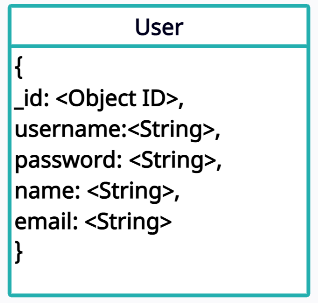 User
{
_id: <Object ID>,
username:<String>,
password: <String>,
name: <String>,
email: <String>
}